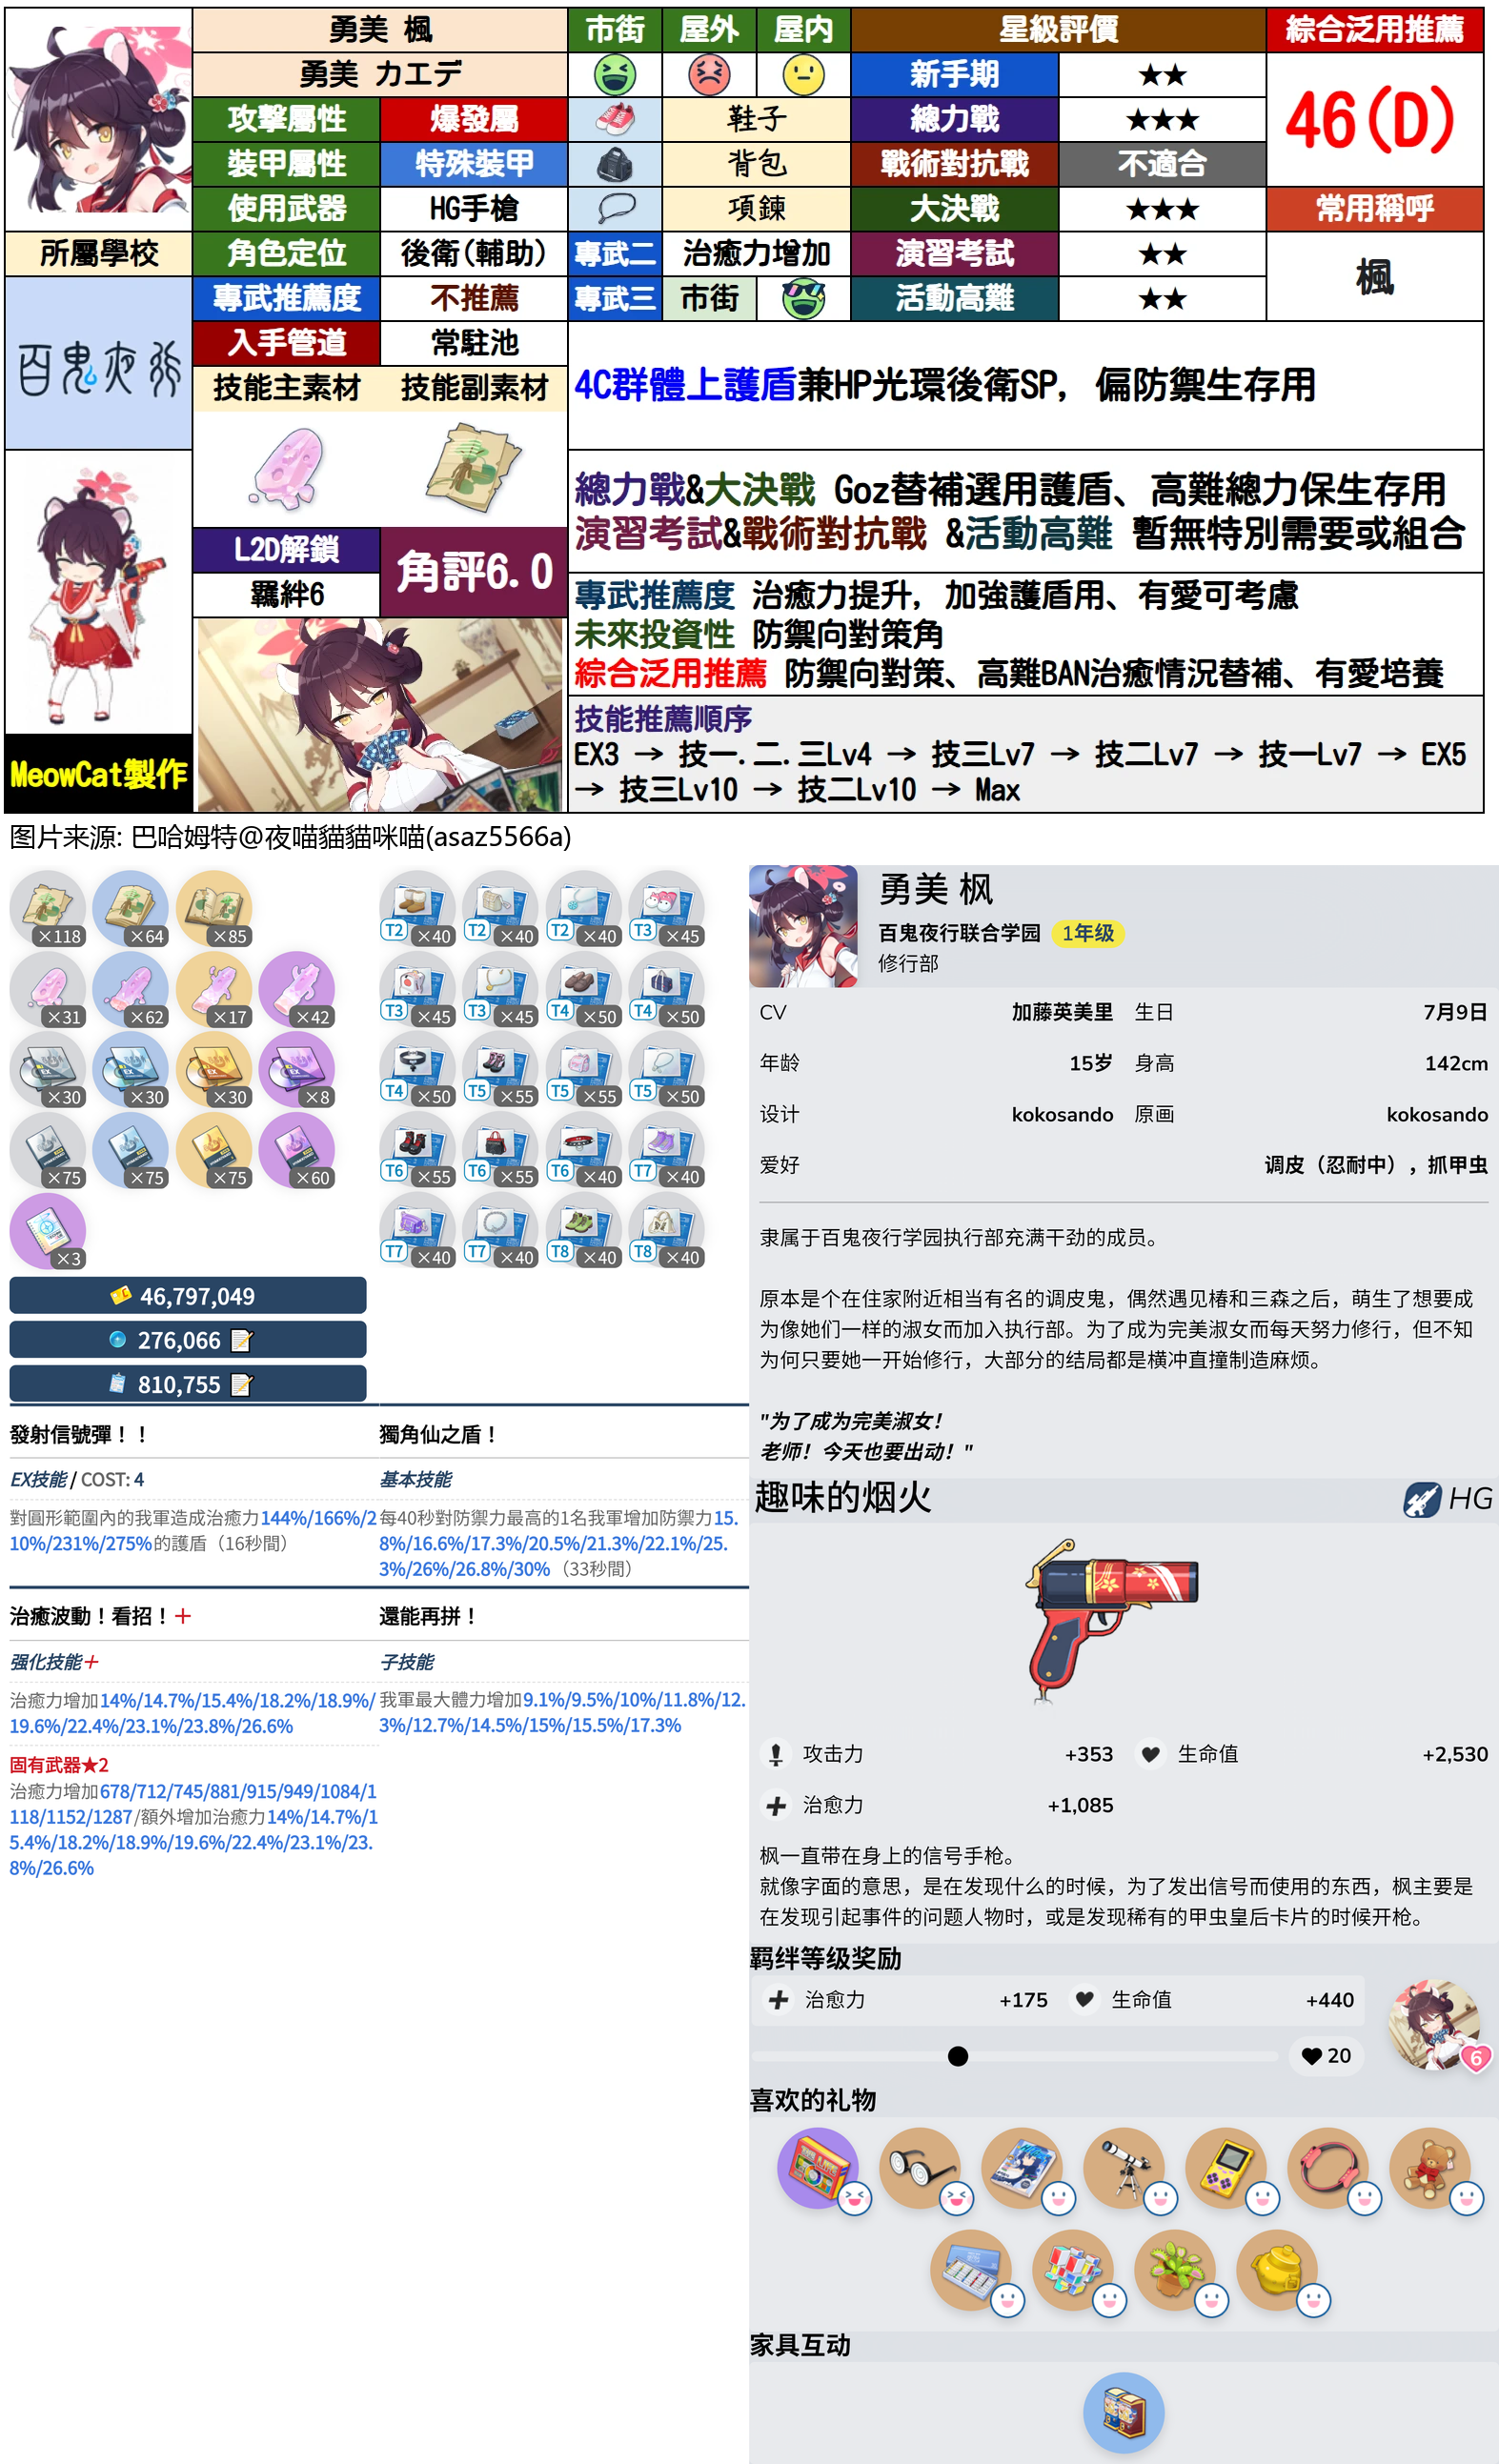 勇美 楓
市街
屋外
屋内
星級評價
綜合泛用推薦
勇美 カエデ
新手期
★★
46(D)
攻擊屬性
爆發屬
鞋子
總力戰
★★★
裝甲屬性
特殊裝甲
背包
戰術對抗戰
不適合
使用武器
HG手槍
項鍊
大決戰
★★★
常用稱呼
所屬學校
角色定位
後衛(輔助)
專武二
治癒力增加
演習考試
★★
楓
百鬼夜行
專武推薦度
不推薦
專武三
市街
活動高難
★★
入手管道
常駐池
技能主素材
技能副素材
4C群體上護盾兼HP光環後衛SP, 偏防禦生存用
總力戰&大決戰 Goz替補選用護盾、高難總力保生存用
演習考試&戰術對抗戰 &活動高難 暫無特別需要或組合
L2D解鎖
角評6.0
羈絆6
專武推薦度 治癒力提升, 加強護盾用、有愛可考慮
未來投資性 防禦向對策角
綜合泛用推薦 防禦向對策、高難BAN治癒情況替補、有愛培養
技能推薦順序
EX3 → 技一.二.三Lv4 → 技三Lv7 → 技二Lv7 → 技一Lv7 → EX5
→ 技三Lv10 → 技二Lv10 → Max
MeowCat製作
图片来源: 巴哈姆特@夜喵貓貓咪喵(asaz5566a)
×118
×64
×85
×31
×62
×17
×42
×30
×30
×30
×8
×75
×75
×75
×60
×3
46,797,049
276,066
810,755
T2 ×40
T2 ×40
T2 ×40
T3 ×45
T3 ×45
T3 ×45
T4 ×50
T4 ×50
T4 ×50
T5 ×55
T5 ×55
T5 ×50
T6 ×55
T6 ×55
T6 ×40
T7 ×40
T7 ×40
T7 ×40
T8 ×40
T8 ×40
發射信號彈！！
EX技能 / COST: 4
對圓形範圍內的我軍造成治癒力144%/166%/2
10%/231%/275%的護盾（16秒間）
獨角仙之盾！
基本技能
每40秒對防禦力最高的1名我軍增加防禦力15.
8%/16.6%/17.3%/20.5%/21.3%/22.1%/25.
3%/26%/26.8%/30%（33秒間）
治癒波動！看招！＋
强化技能＋
治癒力增加14%/14.7%/15.4%/18.2%/18.9%/
19.6%/22.4%/23.1%/23.8%/26.6%
固有武器★2
治癒力增加678/712/745/881/915/949/1084/1
118/1152/1287/額外增加治癒力14%/14.7%/1
5.4%/18.2%/18.9%/19.6%/22.4%/23.1%/23.
8%/26.6%
還能再拼！
子技能
我軍最大體力增加9.1%/9.5%/10%/11.8%/12.
3%/12.7%/14.5%/15%/15.5%/17.3%
勇美 枫
百鬼夜行联合学园 1年级
修行部
CV 加藤英美里 生日 7月9日
年龄 15岁 身高 142cm
设计 kokosando 原画 kokosando
爱好 调皮（忍耐中），抓甲虫
隶属于百鬼夜行学园执行部充满干劲的成员。
原本是个在住家附近相当有名的调皮鬼，偶然遇见椿和三森之后，萌生了想要成
为像她们一样的淑女而加入执行部。为了成为完美淑女而每天努力修行，但不知
为何只要她一开始修行，大部分的结局都是横冲直撞制造麻烦。
"为了成为完美淑女！
老师！今天也要出动！"
趣味的烟火 HG
攻击力 +353 生命值 +2,530
治愈力 +1,085
枫一直带在身上的信号手枪。
就像字面的意思，是在发现什么的时候，为了发出信号而使用的东西，枫主要是
在发现引起事件的问题人物时，或是发现稀有的甲虫皇后卡片的时候开枪。
羁绊等级奖励
治愈力 +175 生命值 +440
20
6
喜欢的礼物
家具互动